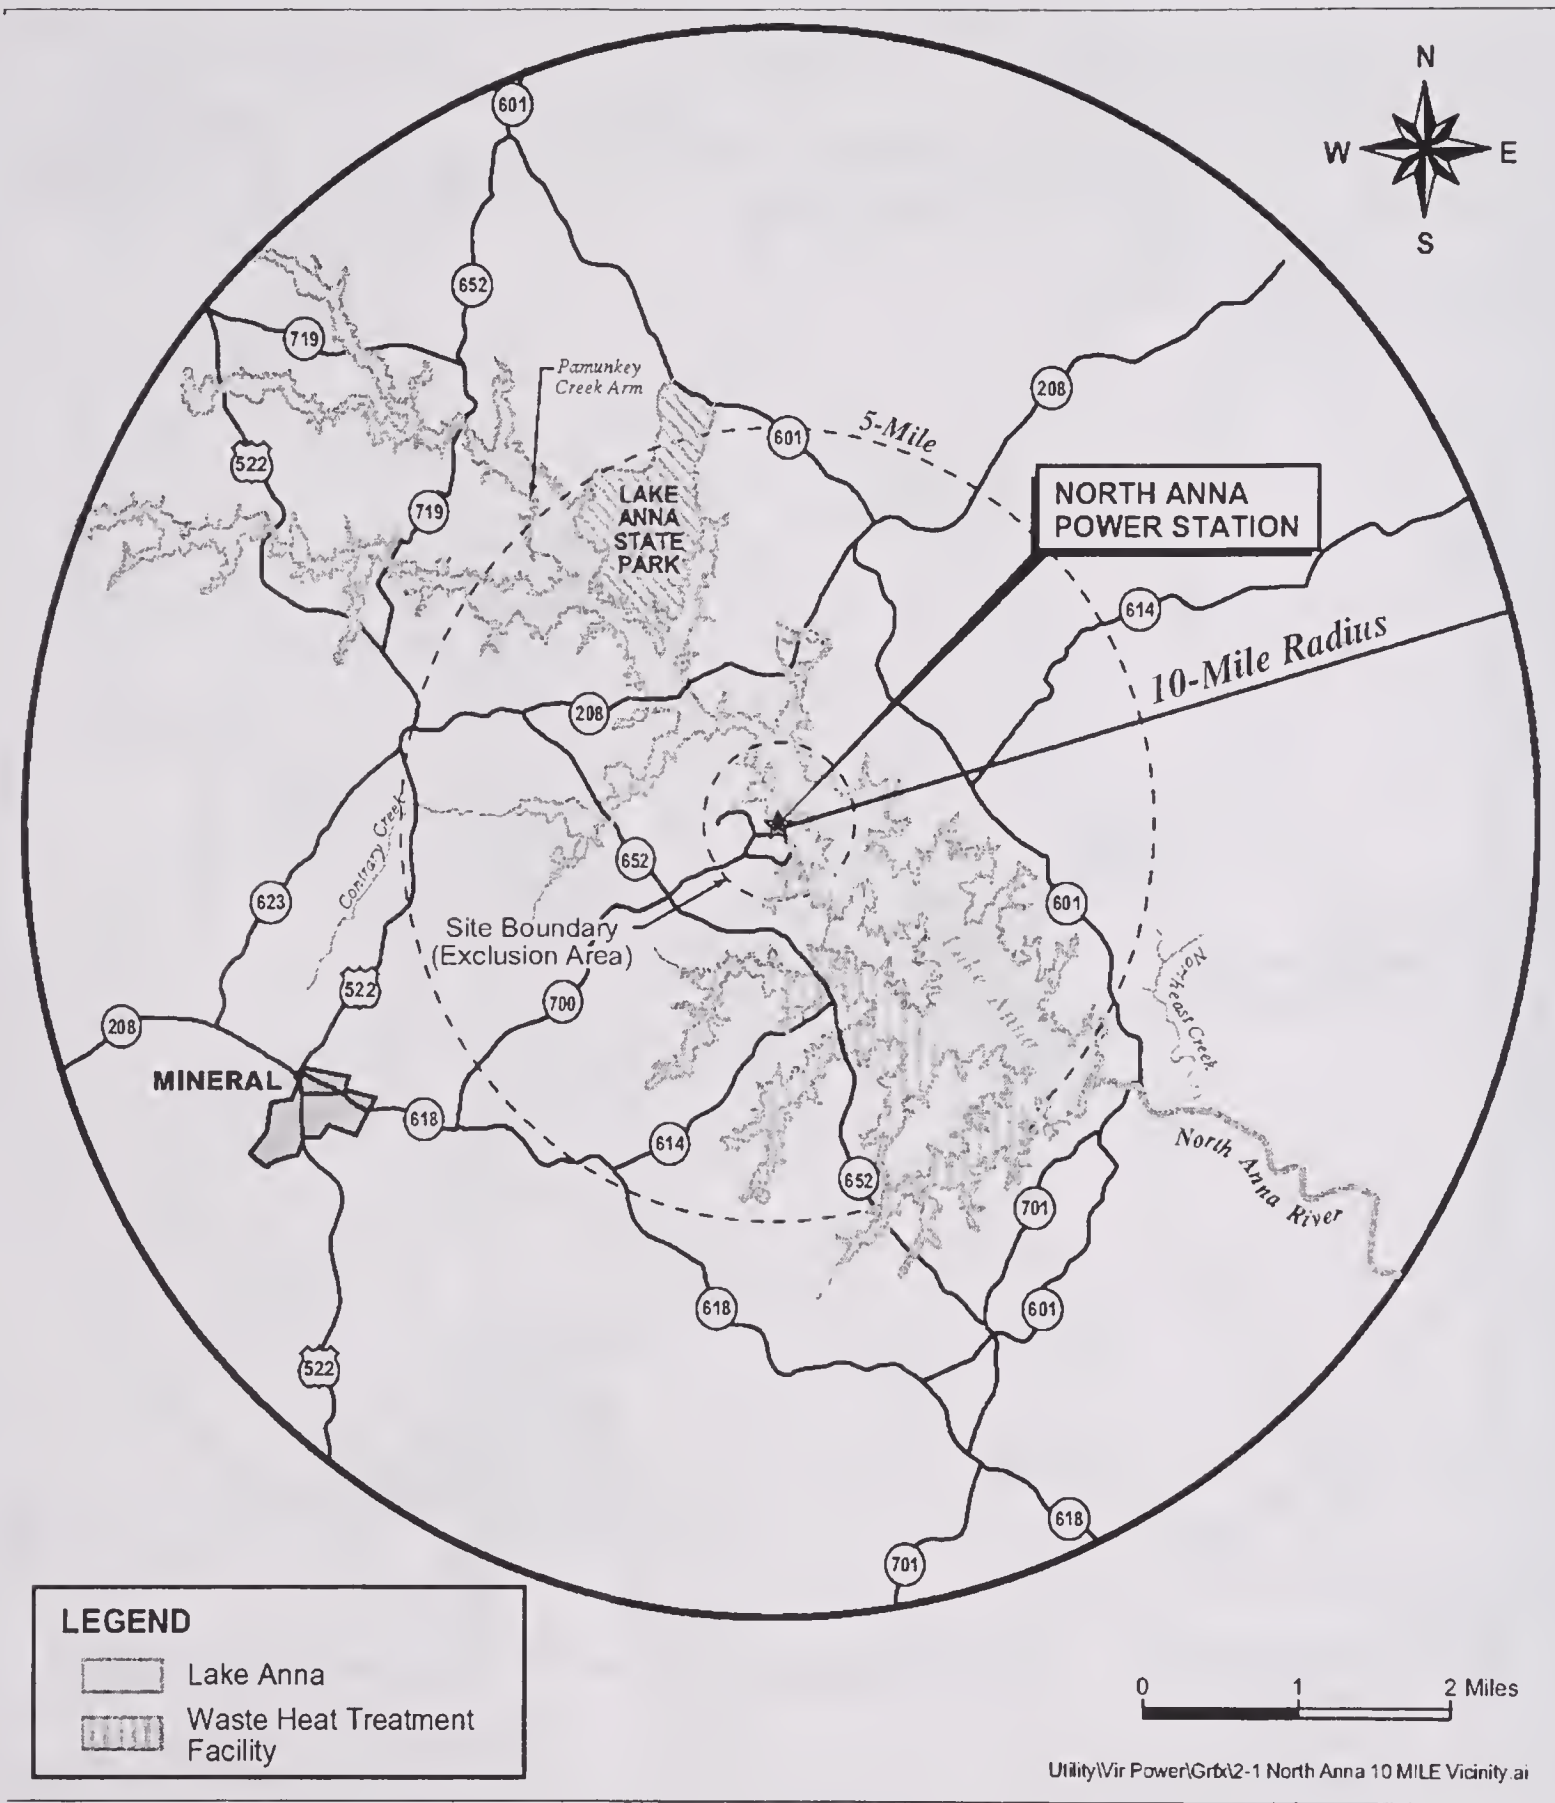 N
W
E
S
601
652
719
Pamunkey
Creek Arm
208
5-Mile
601
522
NORTH ANNA
POWER STATION
LAKE
ANNA
STATE
PARK
719
614
10-Mile Radius
208
652
Contrary Creek
623
601
Site Boundary
(Exclusion Area)
Lake Anna
Northeast Creek
522
700
208
MINERAL
618
614
North Anna River
652
701
618
601
522
618
701
LEGEND
Lake Anna
Waste Heat Treatment
Facility
0 1 2 Miles
Utility\Vir Power\Grfx\2-1 North Anna 10 MILE Vicinity.ai